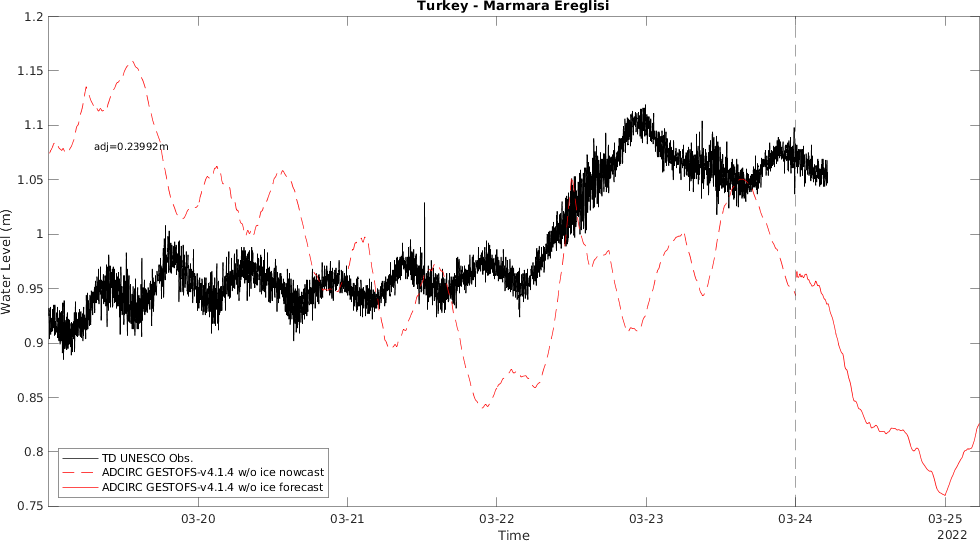 Turkey - Marmara Ereglisi
1.2
1.15
1.1
1.05
1
0.95
0.9
0.85
0.8
0.75
Water Level (m)
adj=0.23992m
TD UNESCO Obs.
ADCIRC GESTOFS-v4.1.4 w/o ice nowcast
ADCIRC GESTOFS-v4.1.4 w/o ice forecast
03-20
03-21
03-22
03-23
03-24
03-25
Time
2022